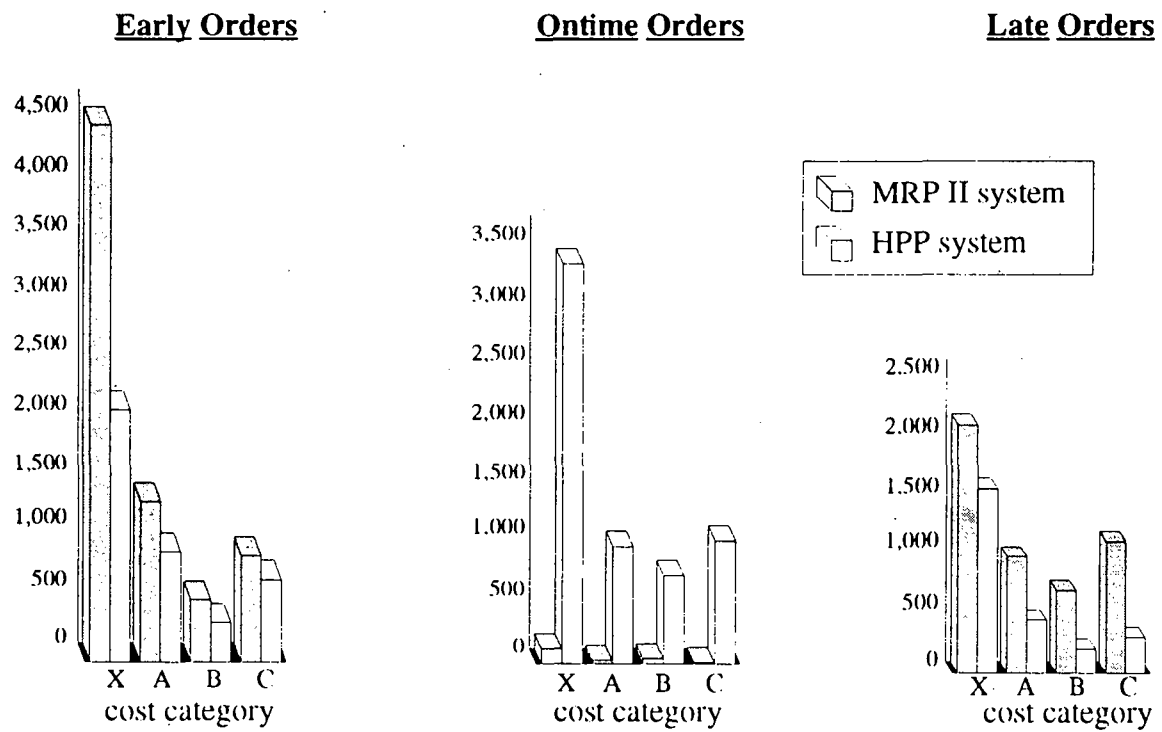 Early Orders
4,500
4,000
3,500
3,000
2,500
2,000
1,500
1,000
500
0
X A B C
cost category
Ontime Orders
3,500
3,000
2,500
2,000
1,500
1,000
500
0
X A B C
cost category
Late Orders
MRP II system
HPP system
2,500
2,000
1,500
1,000
500
0
X A B C
cost category